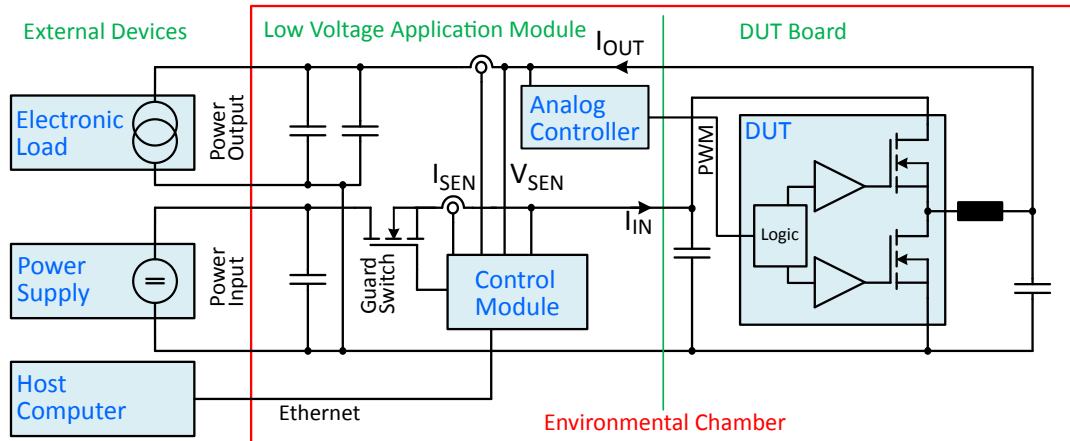 External Devices
Low Voltage Application Module
DUT Board
I_OUT
Electronic
Load
Power
Output
Analog
Controller
PWM
DUT
Logic
I_SEN
V_SEN
I_IN
Power
Supply
Power
Input
Guard
Switch
Control
Module
Host
Computer
Ethernet
Environmental Chamber